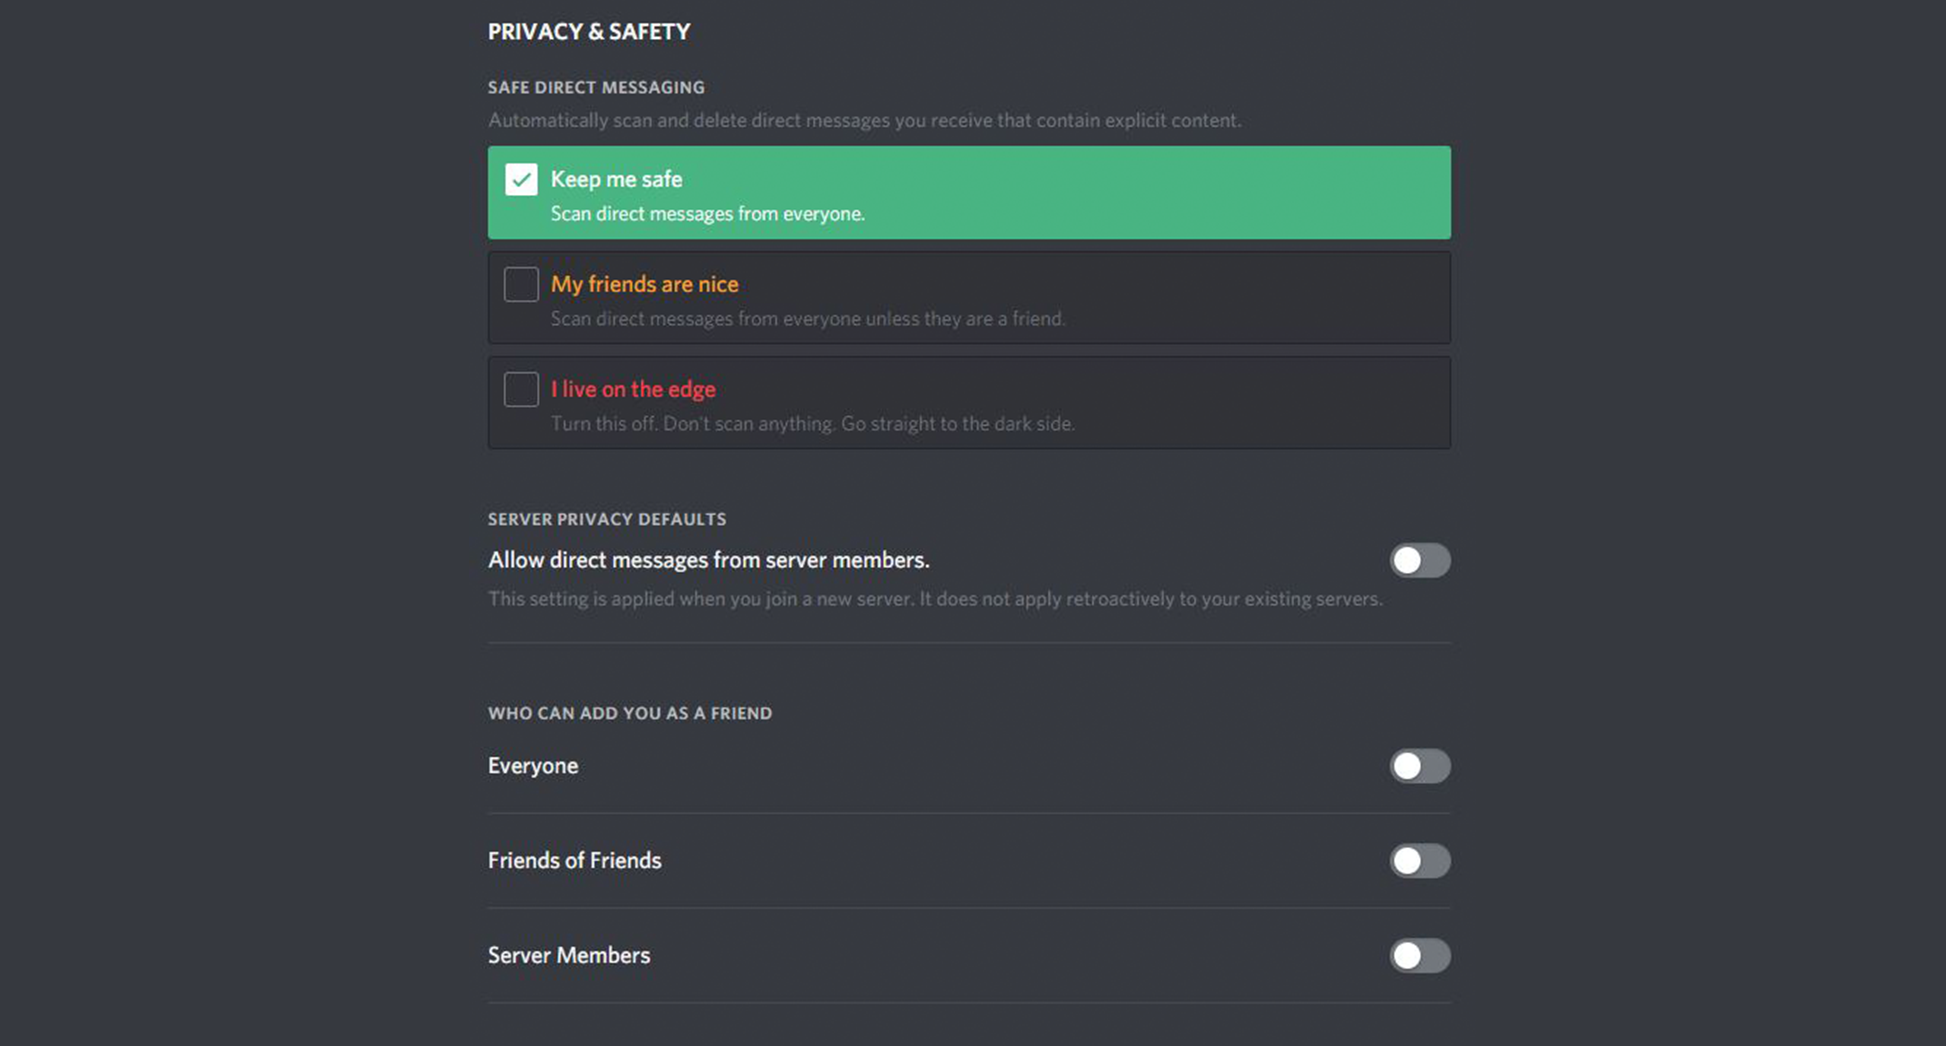 PRIVACY & SAFETY
SAFE DIRECT MESSAGING
Automatically scan and delete direct messages you receive that contain explicit content.
Keep me safe
Scan direct messages from everyone.
My friends are nice
Scan direct messages from everyone unless they are a friend.
I live on the edge
Turn this off. Don't scan anything. Go straight to the dark side.
SERVER PRIVACY DEFAULTS
Allow direct messages from server members.
This setting is applied when you join a new server. It does not apply retroactively to your existing servers.
WHO CAN ADD YOU AS A FRIEND
Everyone
Friends of Friends
Server Members